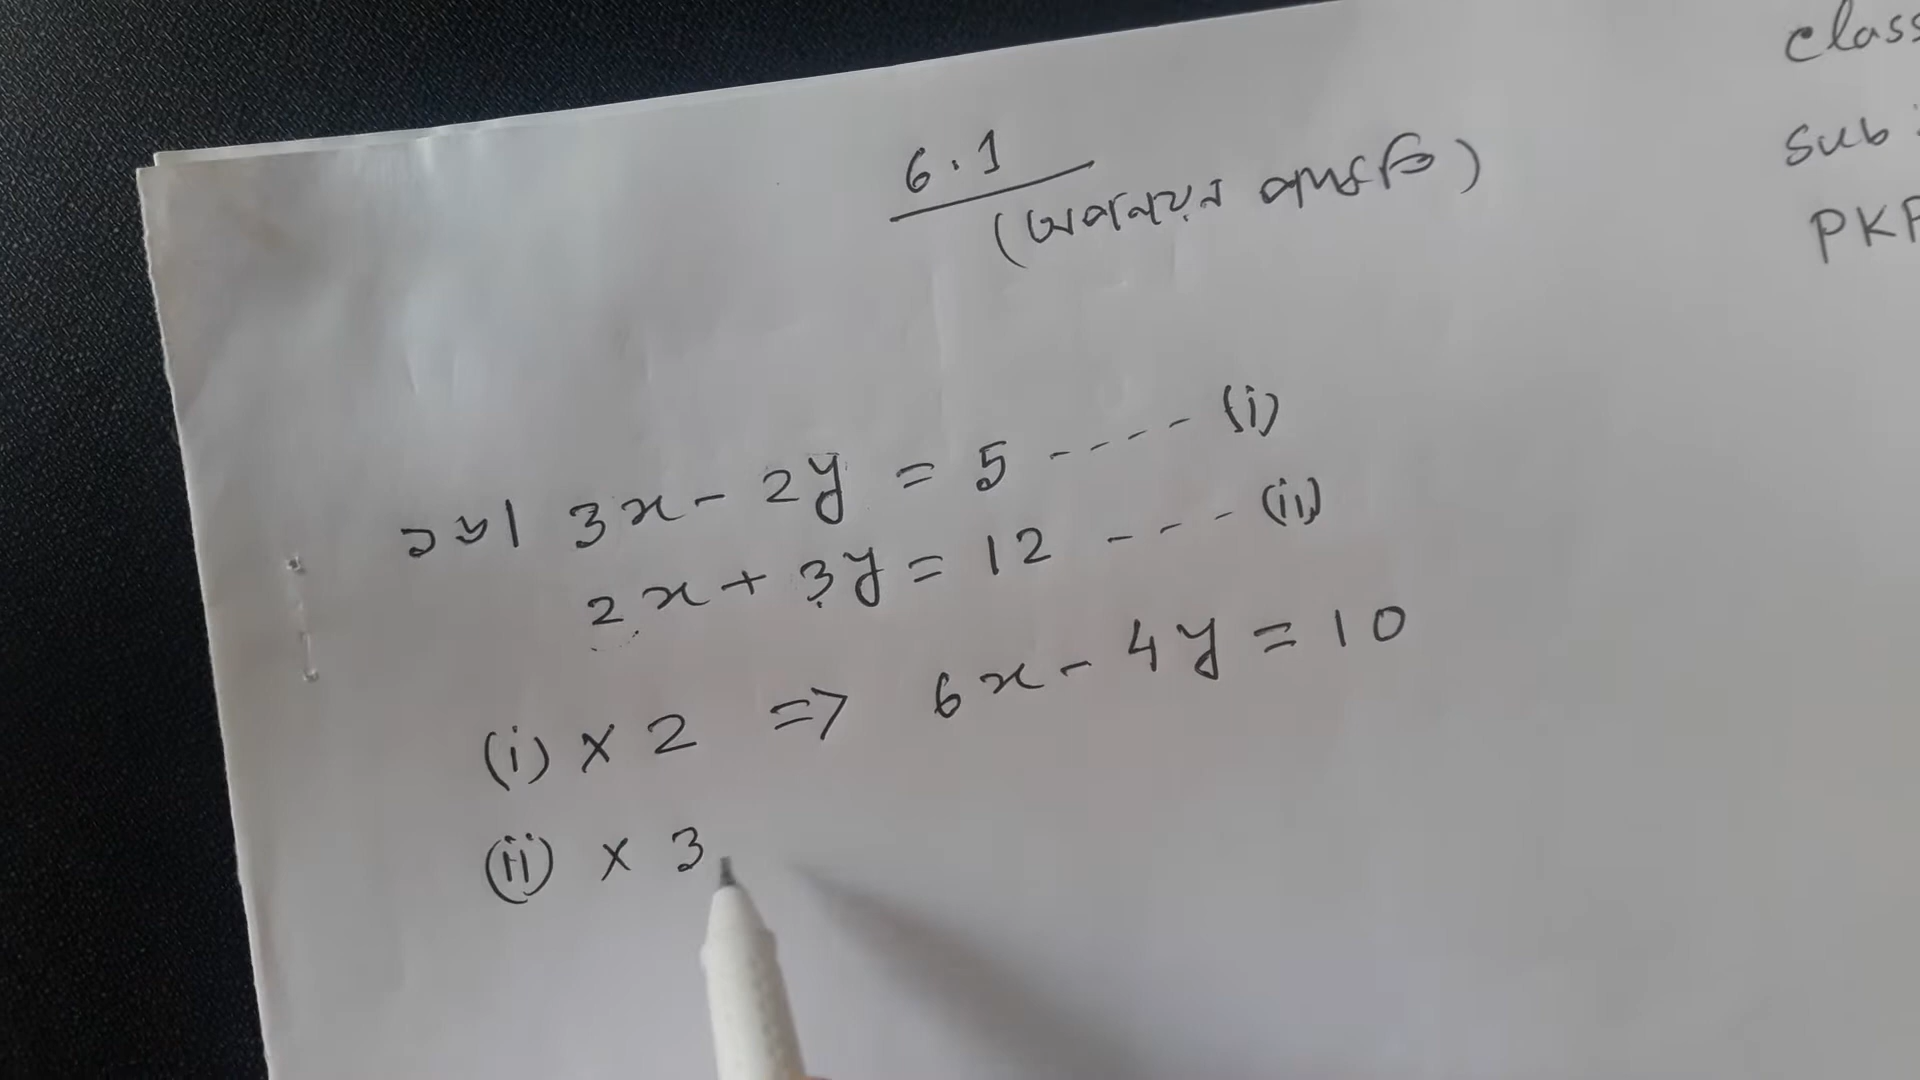 6.1
(অপনয়ন পদ্ধতি)
class
sub :
PKP
১৮। 3x - 2y = 5 ---- (i)
2x + 3y = 12 --- (ii)
(i) × 2 => 6x - 4y = 10
(ii) × 3